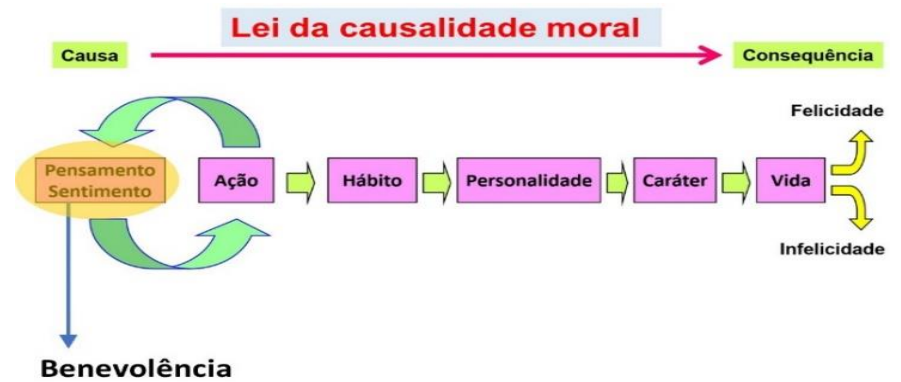 Lei da causalidade moral
Causa
Consequência
Felicidade
Pensamento
Sentimento
Ação
Hábito
Personalidade
Caráter
Vida
Infelicidade
Benevolência